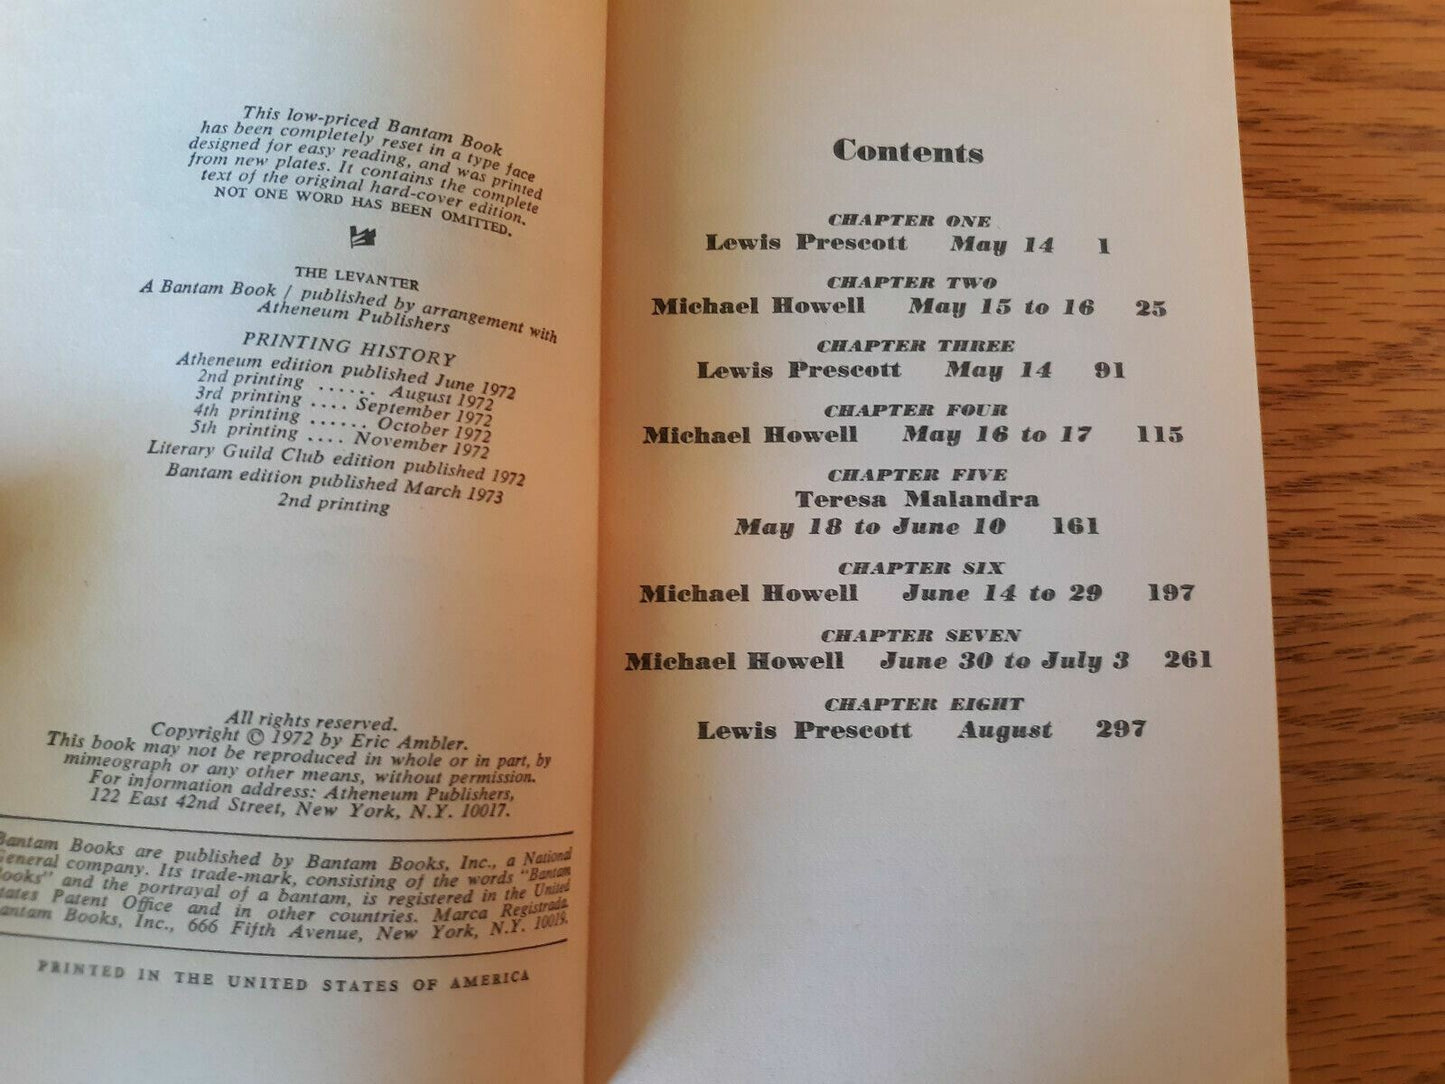 This low-priced Bantam Book
has been completely reset in a type face
designed for easy reading, and was printed
from new plates. It contains the complete
text of the original hard-cover edition.
NOT ONE WORD HAS BEEN OMITTED.
THE LEVANTER
A Bantam Book / published by arrangement with
Atheneum Publishers
PRINTING HISTORY
Atheneum edition published June 1972
2nd printing ...... August 1972
3rd printing .... September 1972
4th printing ...... October 1972
5th printing .... November 1972
Literary Guild Club edition published 1972
Bantam edition published March 1973
2nd printing
All rights reserved.
Copyright © 1972 by Eric Ambler.
This book may not be reproduced in whole or in part, by
mimeograph or any other means, without permission.
For information address: Atheneum Publishers,
122 East 42nd Street, New York, N.Y. 10017.
Bantam Books are published by Bantam Books, Inc., a National
General company. Its trade-mark, consisting of the words "Bantam
Books" and the portrayal of a bantam, is registered in the United
States Patent Office and in other countries. Marca Registrada.
Bantam Books, Inc., 666 Fifth Avenue, New York, N.Y. 10019.
PRINTED IN THE UNITED STATES OF AMERICA
Contents
CHAPTER ONE
Lewis Prescott May 14 1
CHAPTER TWO
Michael Howell May 15 to 16 25
CHAPTER THREE
Lewis Prescott May 14 91
CHAPTER FOUR
Michael Howell May 16 to 17 115
CHAPTER FIVE
Teresa Malandra
May 18 to June 10 161
CHAPTER SIX
Michael Howell June 14 to 29 197
CHAPTER SEVEN
Michael Howell June 30 to July 3 261
CHAPTER EIGHT
Lewis Prescott August 297